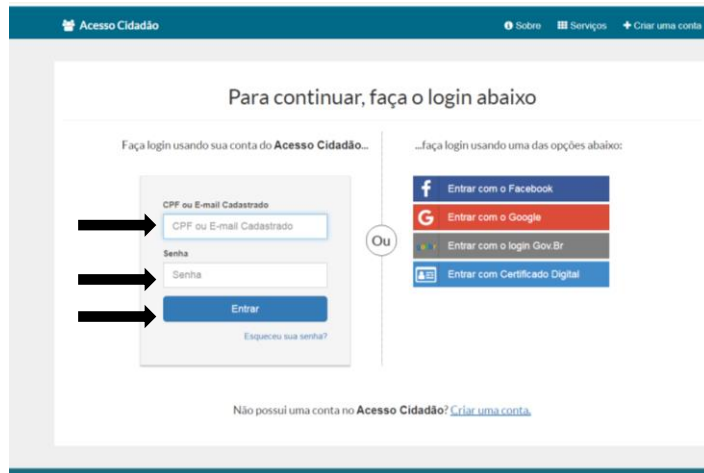 Acesso Cidadão
Sobre Serviços Criar uma conta
Para continuar, faça o login abaixo
Faça login usando sua conta do Acesso Cidadão...
CPF ou E-mail Cadastrado
CPF ou E-mail Cadastrado
Senha
Senha
Entrar
Esqueceu sua senha?
Ou
...faça login usando uma das opções abaixo:
Entrar com o Facebook
Entrar com o Google
Entrar com o login Gov.Br
Entrar com Certificado Digital
Não possui uma conta no Acesso Cidadão? Criar uma conta.